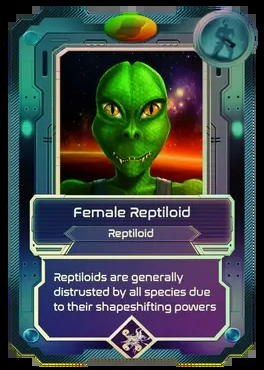 Female Reptiloid
Reptiloid
Reptiloids are generally
distrusted by all species due
to their shapeshifting powers